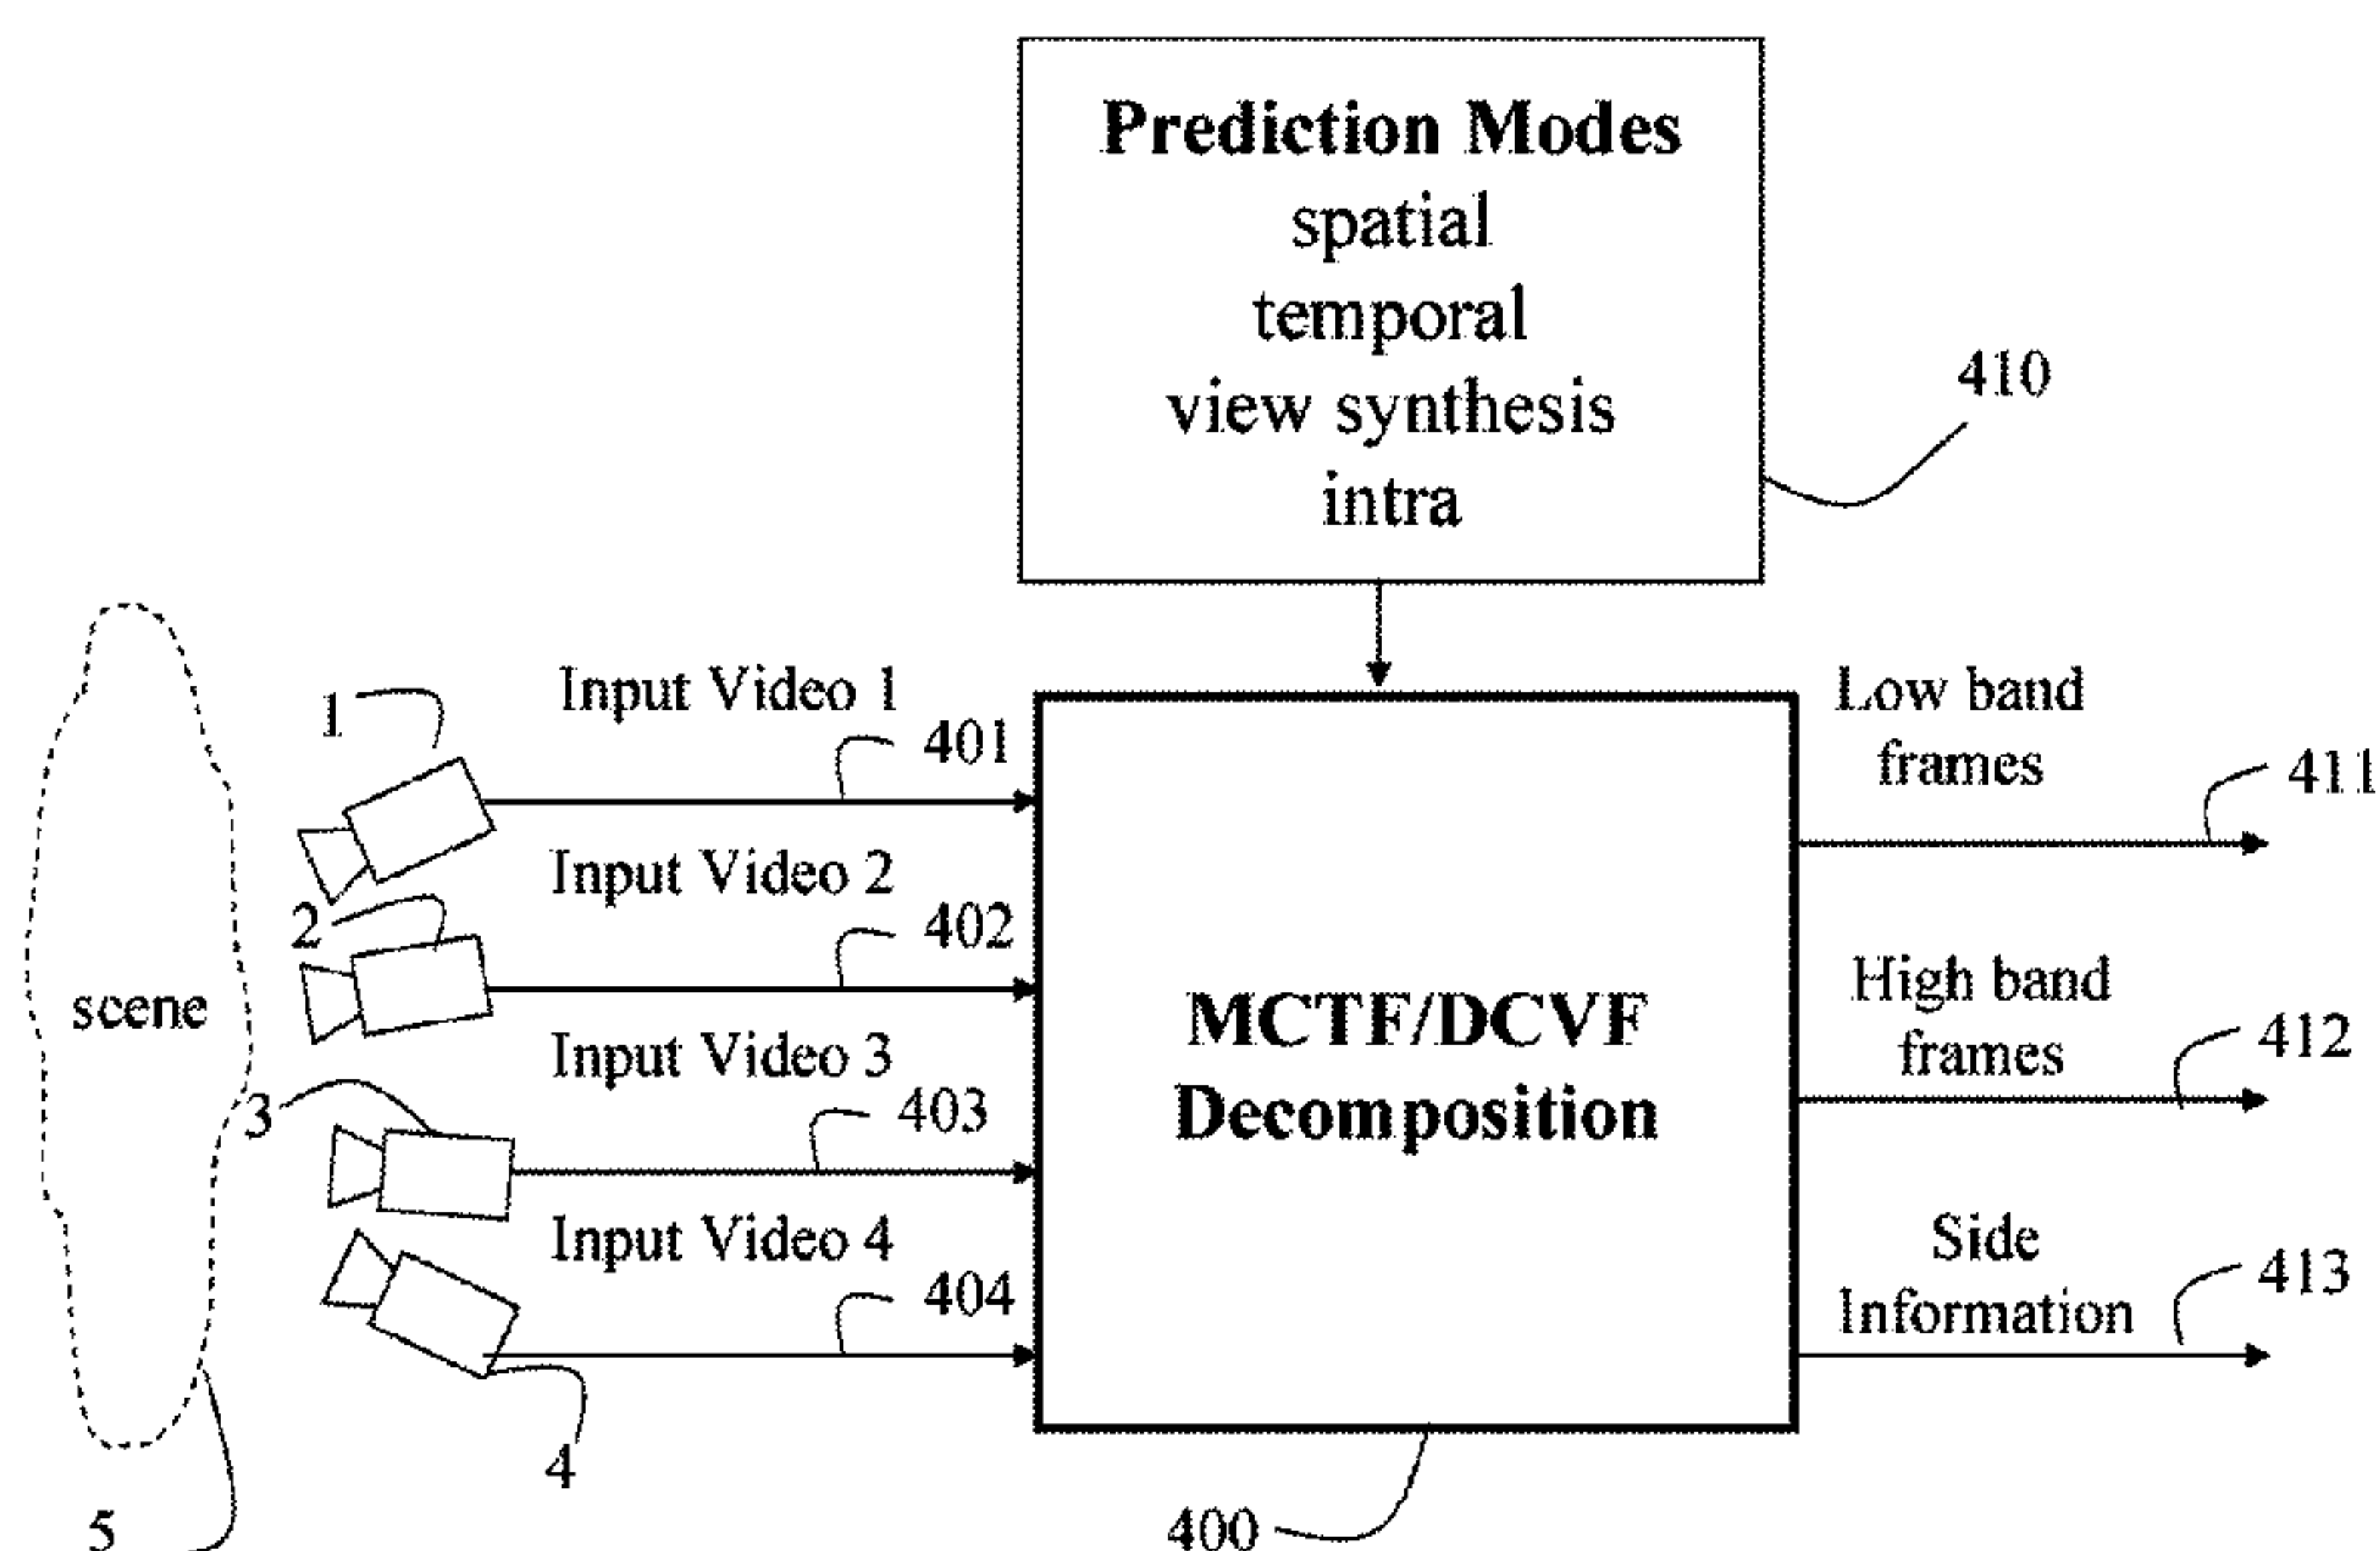 Prediction Modes
spatial
temporal
view synthesis
intra
410
1
Input Video 1
401
Low band
frames
411
Input Video 2
2
402
scene
High band
frames
412
MCTF/DCVF
Decomposition
Input Video 3
3
403
Input Video 4
404
Side
Information
413
4
5
400